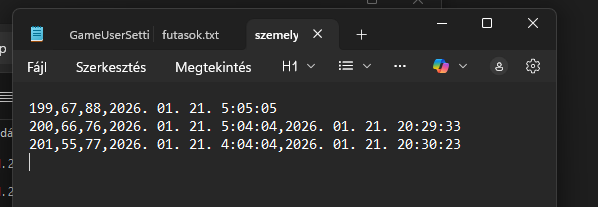 GameUserSetti
futasok.txt
szemely
Fájl
Szerkesztés
Megtekintés
H1
199,67,88,2026. 01. 21. 5:05:05
200,66,76,2026. 01. 21. 5:04:04,2026. 01. 21. 20:29:33
201,55,77,2026. 01. 21. 4:04:04,2026. 01. 21. 20:30:23